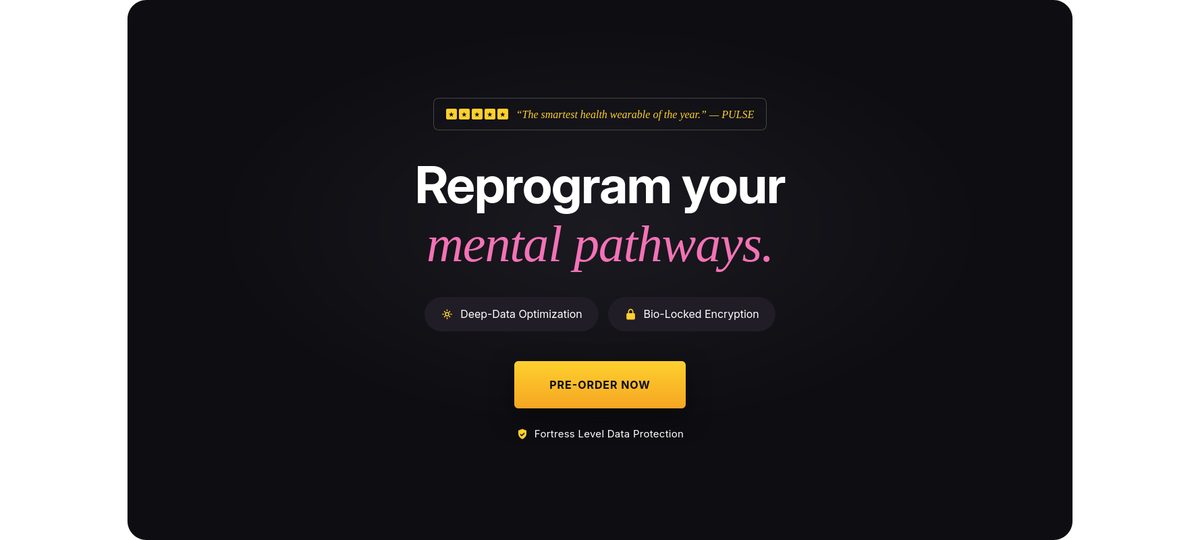 “The smartest health wearable of the year.” — PULSE
Reprogram your
mental pathways.
Deep-Data Optimization
Bio-Locked Encryption
PRE-ORDER NOW
Fortress Level Data Protection